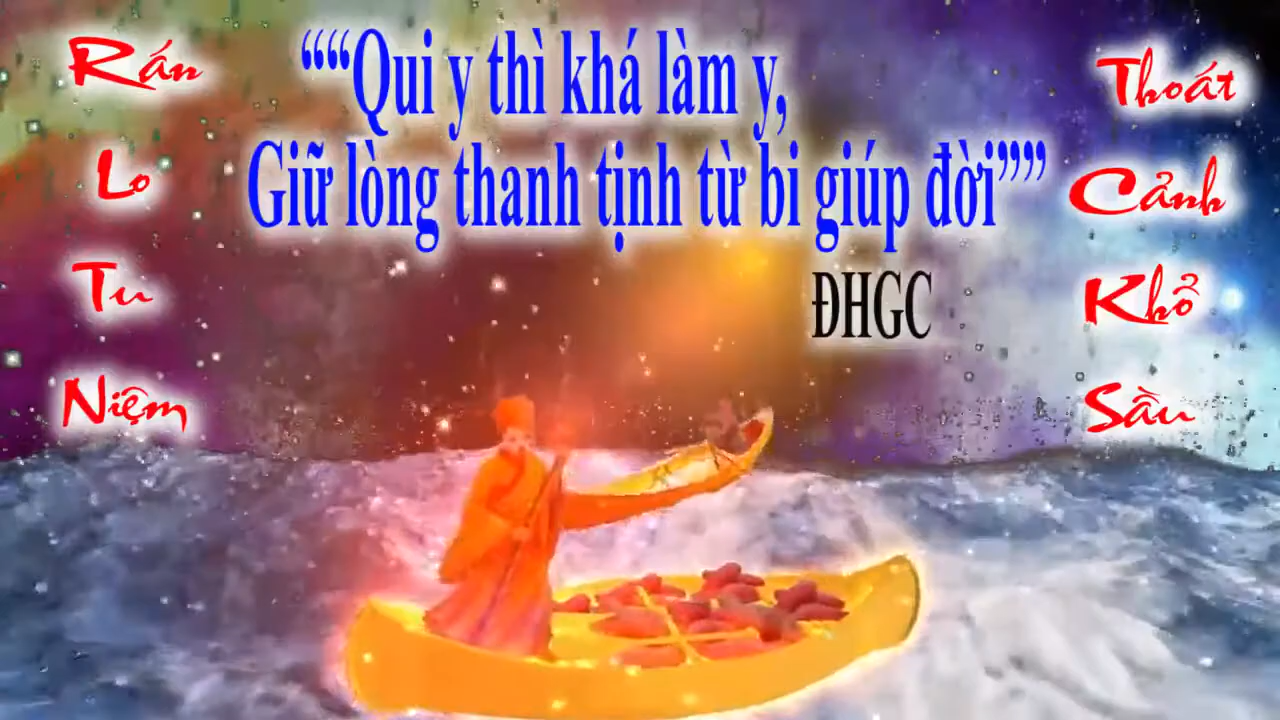 ““Qui y thì khá làm y,
Giữ lòng thanh tịnh từ bi giúp đời””
ĐHGC
Rấn
Lo
Tu
Niệm
Thoát
Cảnh
Khổ
Sầu